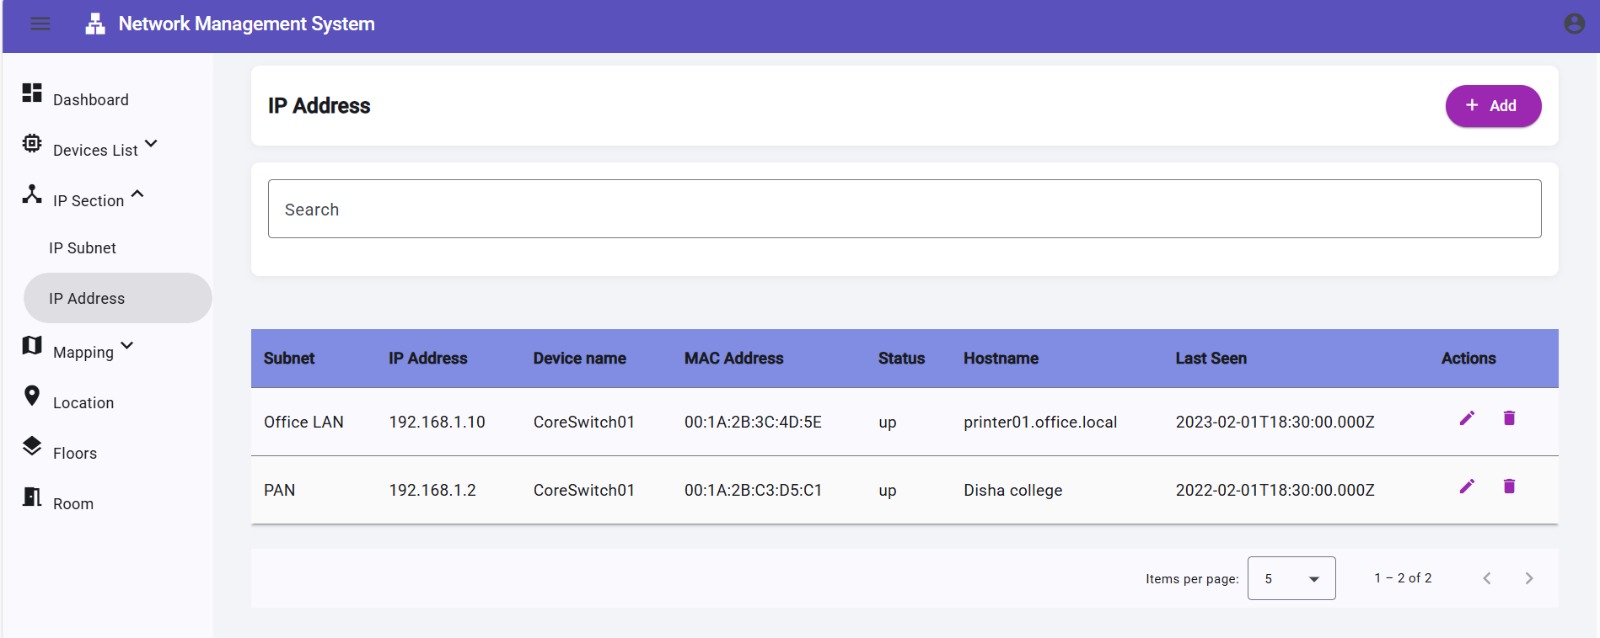 Network Management System
Dashboard
Devices List
IP Section
IP Subnet
IP Address
Mapping
Location
Floors
Room
IP Address
+ Add
Search
Subnet IP Address Device name MAC Address Status Hostname Last Seen Actions
Office LAN 192.168.1.10 CoreSwitch01 00:1A:2B:3C:4D:5E up printer01.office.local 2023-02-01T18:30:00.000Z
PAN 192.168.1.2 CoreSwitch01 00:1A:2B:C3:D5:C1 up Disha college 2022-02-01T18:30:00.000Z
Items per page: 5 1 – 2 of 2